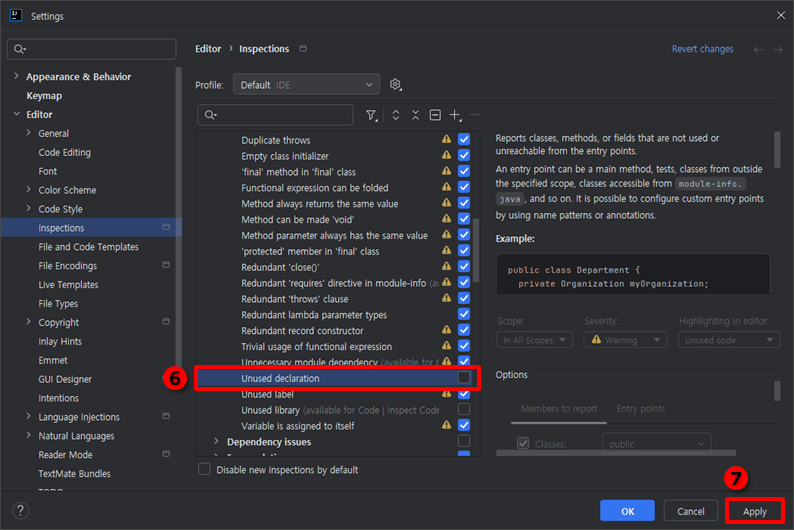 Settings
Appearance & Behavior
Keymap
Editor
General
Code Editing
Font
Color Scheme
Code Style
Inspections
File and Code Templates
File Encodings
Live Templates
File Types
Copyright
Inlay Hints
Emmet
GUI Designer
Intentions
Language Injections
Natural Languages
Reader Mode
TextMate Bundles
Editor › Inspections
Revert changes
Profile: Default IDE
Duplicate throws
Empty class initializer
'final' method in 'final' class
Functional expression can be folded
Method always returns the same value
Method can be made 'void'
Method parameter always has the same value
'protected' member in 'final' class
Redundant 'close()'
Redundant 'requires' directive in module-info
Redundant 'throws' clause
Redundant lambda parameter types
Redundant record constructor
Trivial usage of functional expression
Unnecessary module dependency (available for
6
Unused declaration
Unused label
Unused library (available for Code | Inspect Code
Variable is assigned to itself
Dependency issues
Disable new inspections by default
Reports classes, methods, or fields that are not used or
unreachable from the entry points.
An entry point can be a main method, tests, classes from outside
the specified scope, classes accessible from module-info.
java, and so on. It is possible to configure custom entry points
by using name patterns or annotations.
Example:
public class Department {
private Organization myOrganization;
Scope: Severity: Highlighting in editor:
In All Scopes Warning Unused code
Options
Members to report Entry points
Classes: public
7
? OK Cancel Apply